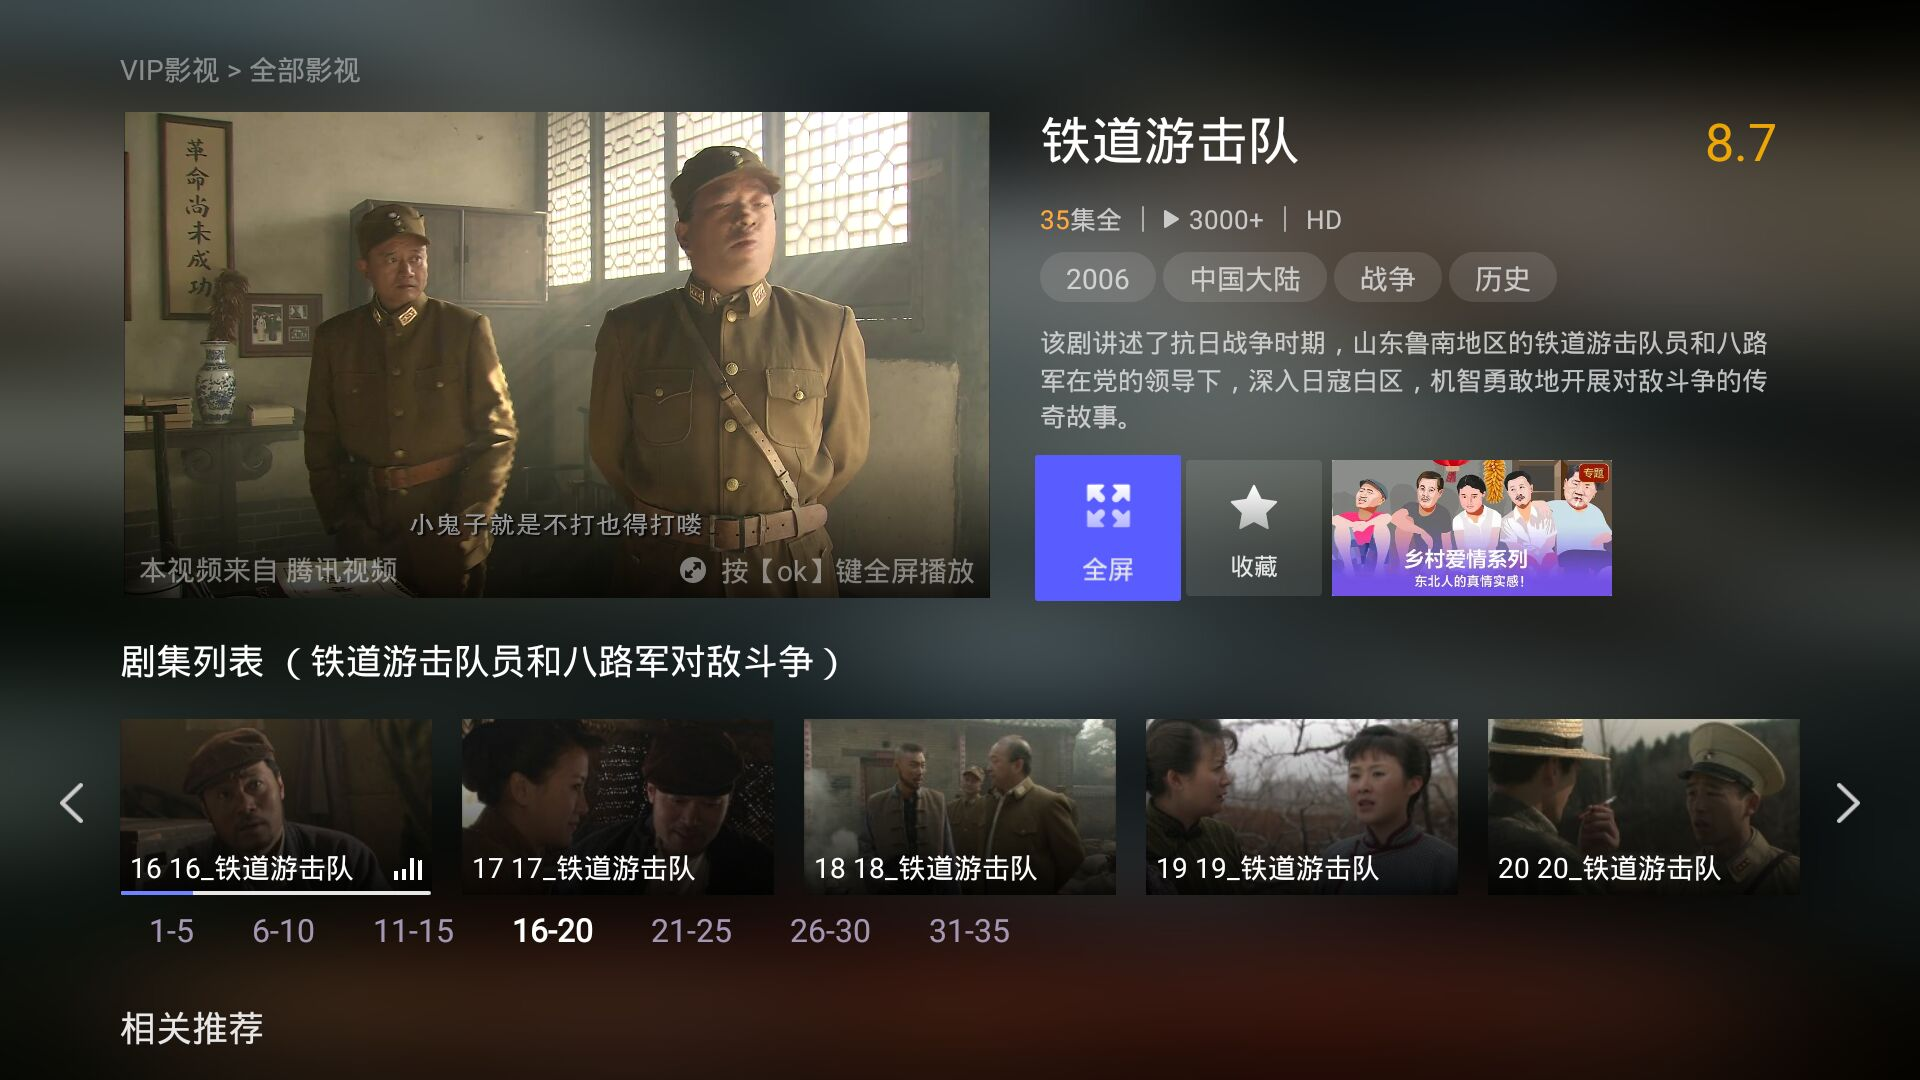 VIP影视 > 全部影视
革命尚未成功
小鬼子就是不打也得打喽
本视频来自 腾讯视频
按【ok】键全屏播放
铁道游击队
8.7
35集全 | 3000+ | HD
2006 中国大陆 战争 历史
该剧讲述了抗日战争时期，山东鲁南地区的铁道游击队员和八路
军在党的领导下，深入日寇白区，机智勇敢地开展对敌斗争的传
奇故事。
全屏
收藏
专题
乡村爱情系列
东北人的真情实感！
剧集列表 （铁道游击队员和八路军对敌斗争）
16 16_铁道游击队
17 17_铁道游击队
18 18_铁道游击队
19 19_铁道游击队
20 20_铁道游击队
1-5 6-10 11-15 16-20 21-25 26-30 31-35
相关推荐